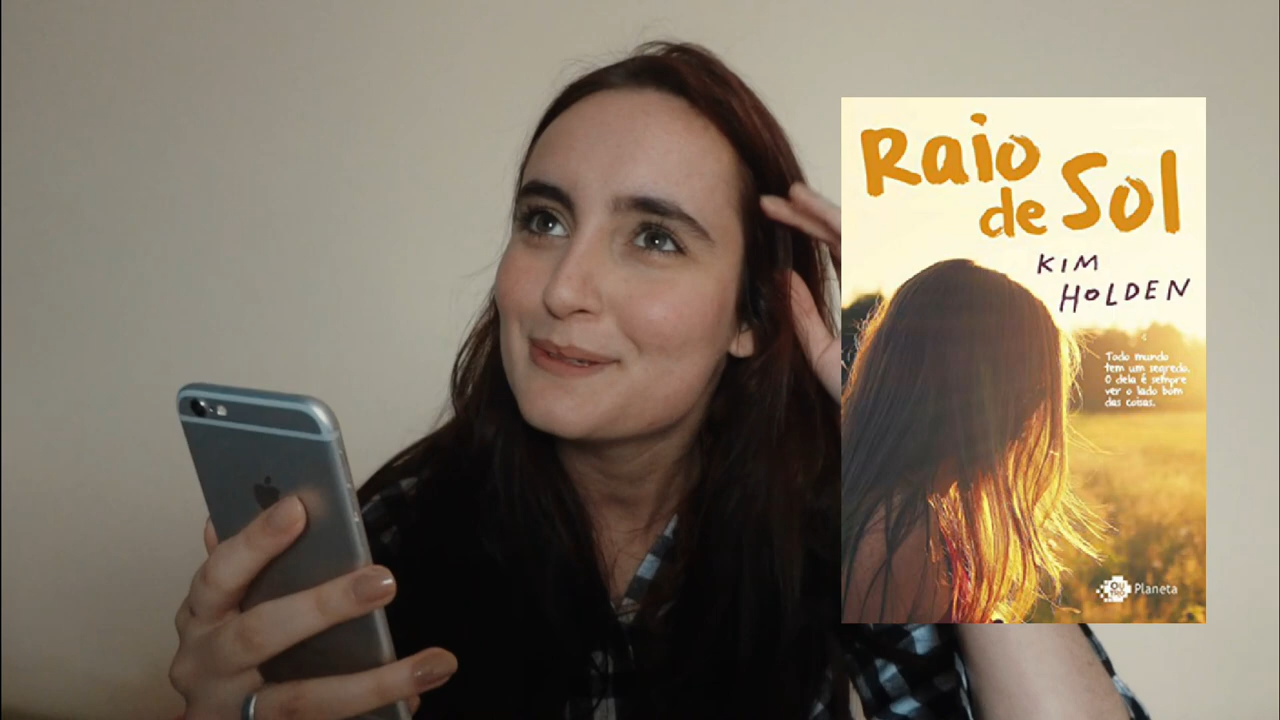 Raio
de Sol
KIM
HOLDEN
Todo mundo
tem um segredo.
O dela é sempre
ver o lado bom
das coisas.
Planeta